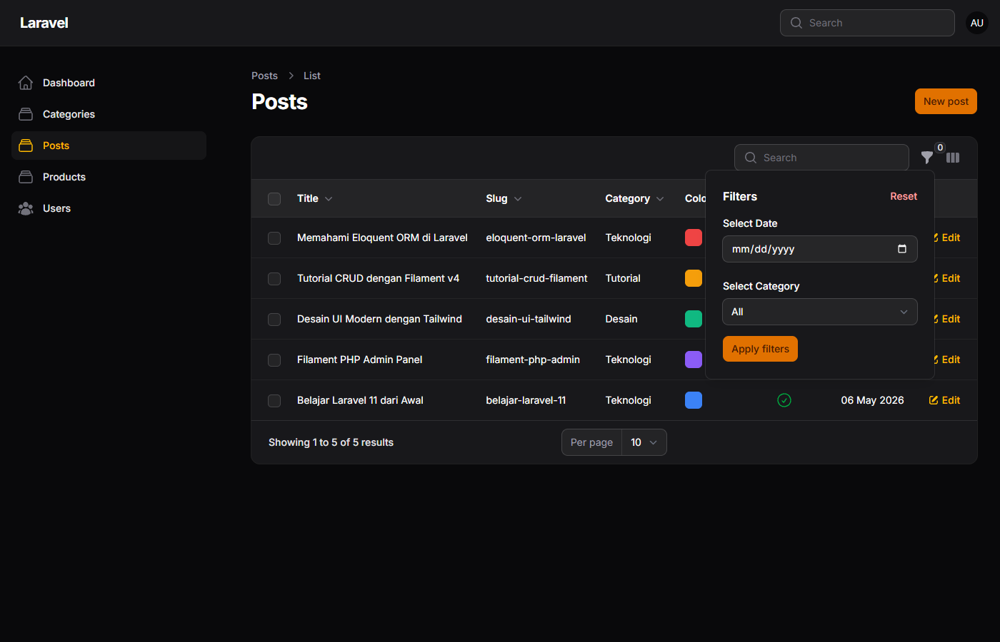 Laravel
Search
AU
Dashboard
Categories
Posts
Products
Users
Posts > List
Posts
New post
Search
0
Title
Slug
Category
Colo
Memahami Eloquent ORM di Laravel eloquent-orm-laravel Teknologi Edit
Tutorial CRUD dengan Filament v4 tutorial-crud-filament Tutorial Edit
Desain UI Modern dengan Tailwind desain-ui-tailwind Desain Edit
Filament PHP Admin Panel filament-php-admin Teknologi Edit
Belajar Laravel 11 dari Awal belajar-laravel-11 Teknologi 06 May 2026 Edit
Filters
Reset
Select Date
mm/dd/yyyy
Select Category
All
Apply filters
Showing 1 to 5 of 5 results
Per page 10